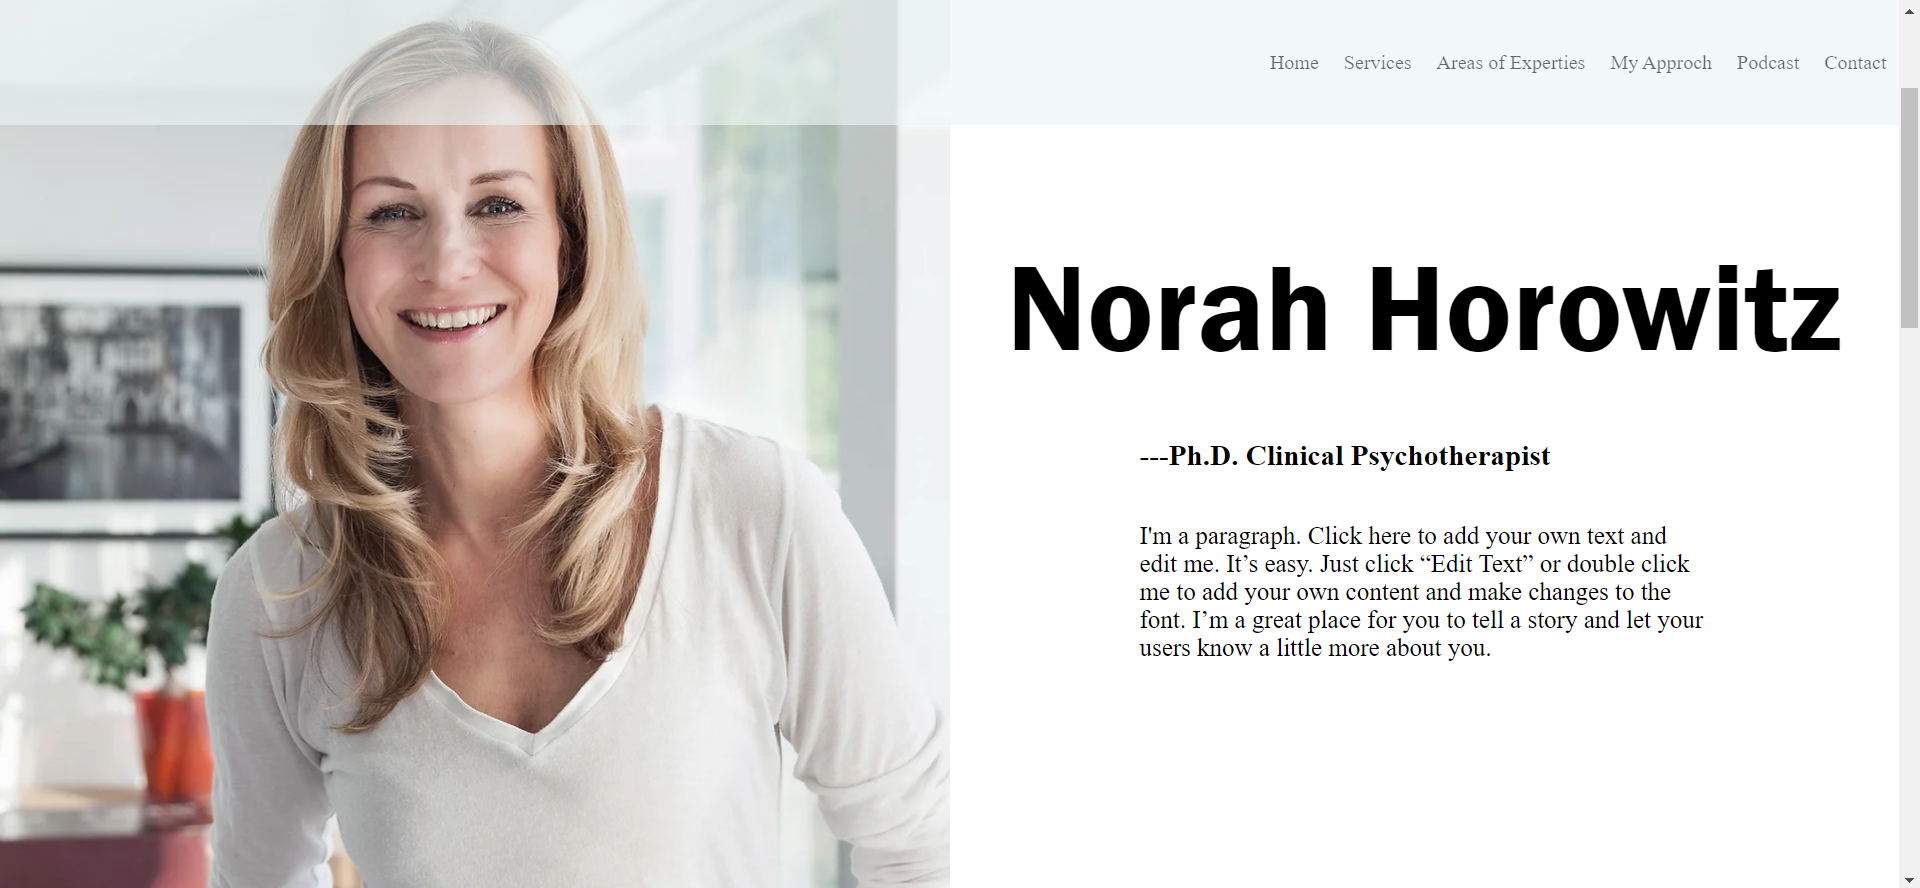 Home Services Areas of Experties My Approch Podcast Contact
Norah Horowitz
---Ph.D. Clinical Psychotherapist
I'm a paragraph. Click here to add your own text and
edit me. It’s easy. Just click “Edit Text” or double click
me to add your own content and make changes to the
font. I’m a great place for you to tell a story and let your
users know a little more about you.